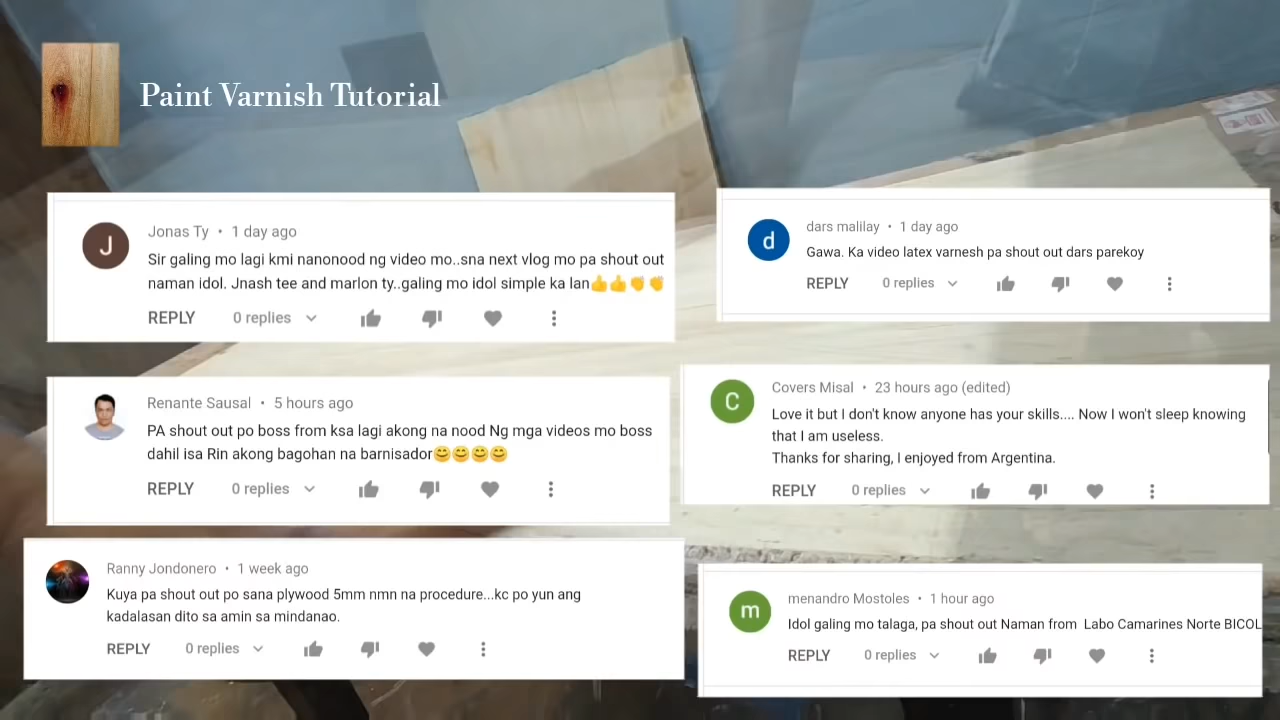 Paint Varnish Tutorial
J
Jonas Ty • 1 day ago
Sir galing mo lagi kmi nanonood ng video mo..sna next vlog mo pa shout out
naman idol. Jnash tee and marlon ty..galing mo idol simple ka lan👍👍👏👏
REPLY 0 replies
d
dars malilay • 1 day ago
Gawa. Ka video latex varnesh pa shout out dars parekoy
REPLY 0 replies
Renante Sausal • 5 hours ago
PA shout out po boss from ksa lagi akong na nood Ng mga videos mo boss
dahil isa Rin akong bagohan na barnisador😊😊😊😊
REPLY 0 replies
C
Covers Misal • 23 hours ago (edited)
Love it but I don't know anyone has your skills.... Now I won't sleep knowing
that I am useless.
Thanks for sharing, I enjoyed from Argentina.
REPLY 0 replies
Ranny Jondonero • 1 week ago
Kuya pa shout out po sana plywood 5mm nmn na procedure...kc po yun ang
kadalasan dito sa amin sa mindanao.
REPLY 0 replies
m
menandro Mostoles • 1 hour ago
Idol galing mo talaga, pa shout out Naman from Labo Camarines Norte BICOL
REPLY 0 replies